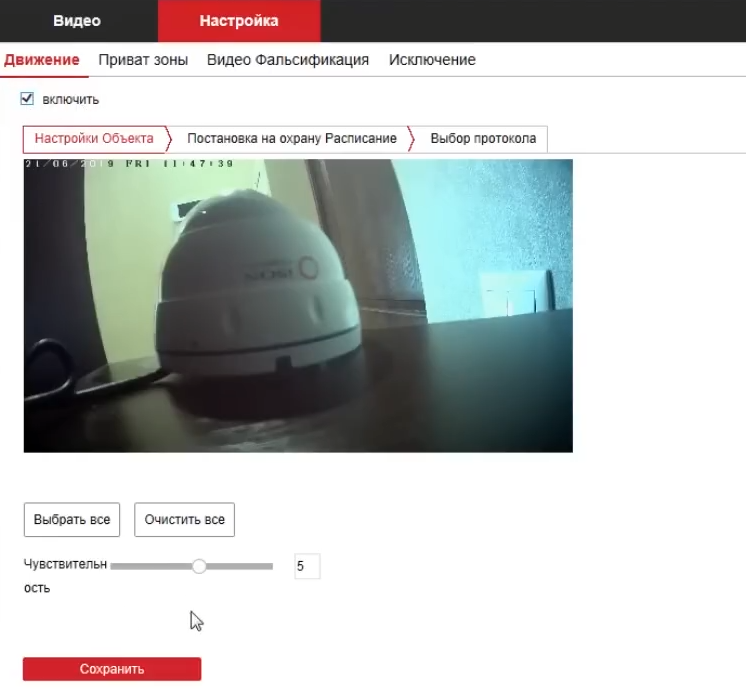 Видео
Настройка
Движение
Приват зоны
Видео Фальсификация
Исключение
включить
Настройки Объекта
Постановка на охрану Расписание
Выбор протокола
21/06/2019 FRI 11:47:39
Выбрать все
Очистить все
Чувствительн
ость
5
Сохранить